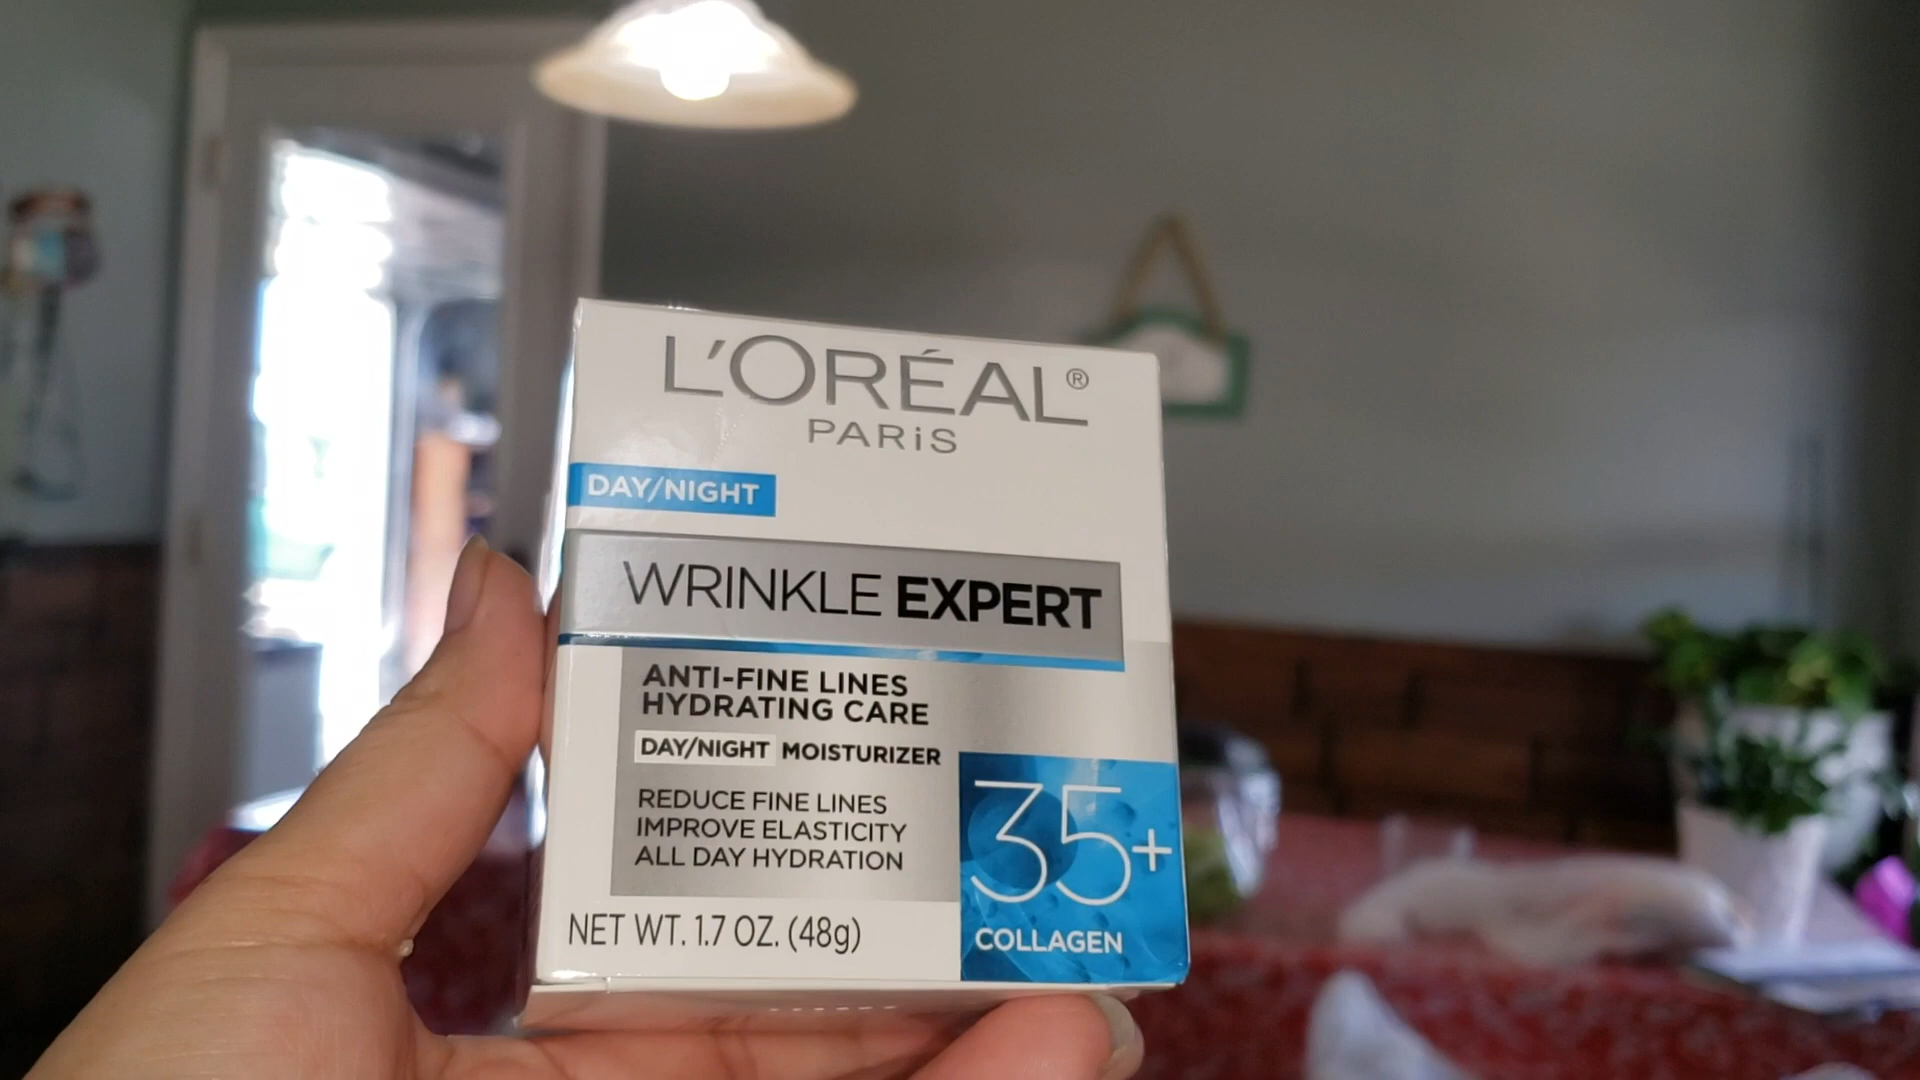 L'ORÉAL®
PARiS
DAY/NIGHT
WRINKLE EXPERT
ANTI-FINE LINES
HYDRATING CARE
DAY/NIGHT MOISTURIZER
REDUCE FINE LINES
IMPROVE ELASTICITY
ALL DAY HYDRATION
35+
COLLAGEN
NET WT. 1.7 OZ. (48g)